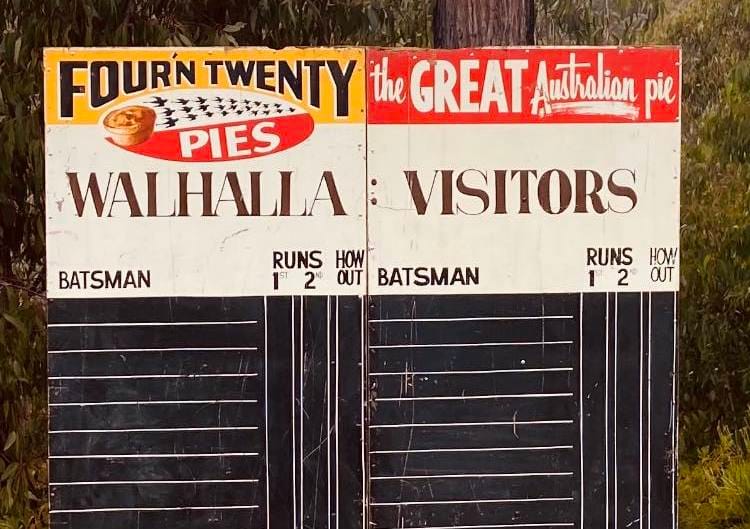 FOUR'N TWENTY
PIES
the GREAT Australian pie
WALHALLA
VISITORS
BATSMAN RUNS HOW
1ST 2ND OUT
BATSMAN RUNS HOW
1ST 2ND OUT